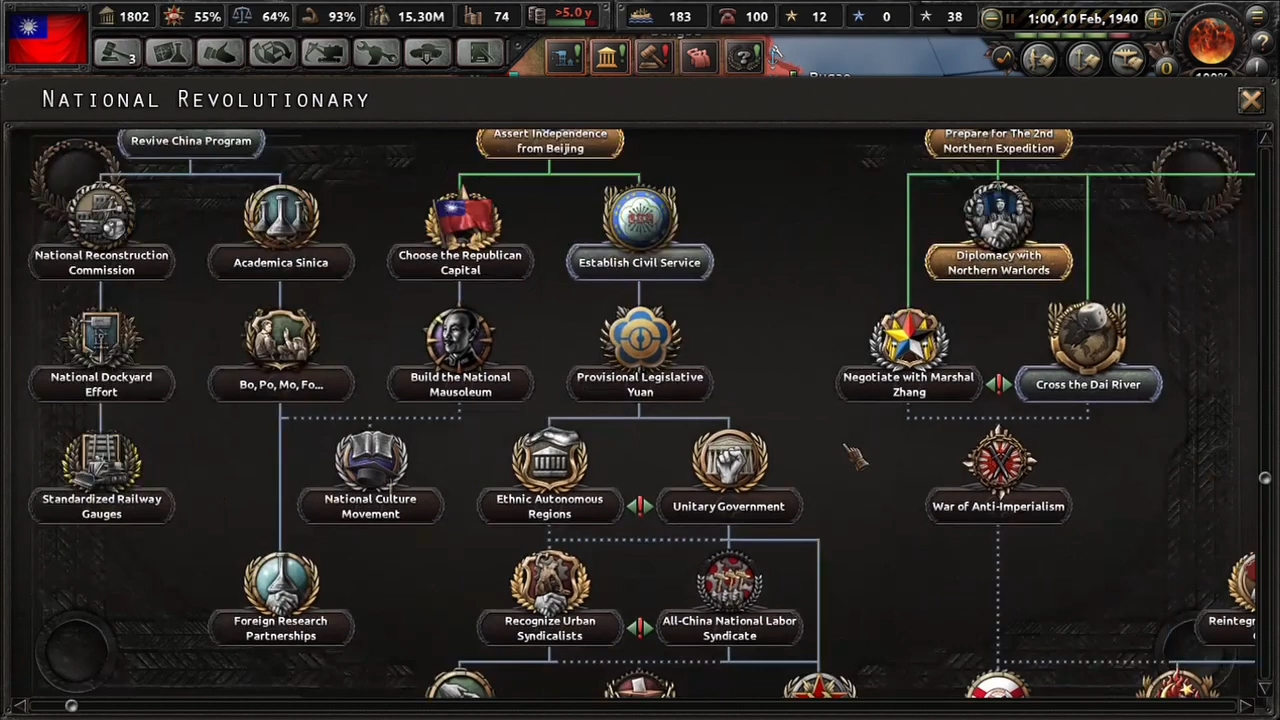 1802
55%
64%
93%
15.30M
74
>5.0 y
183
100
12
0
38
1:00, 10 Feb, 1940
3
0
100%
National Revolutionary
Revive China Program
Assert Independence
from Beijing
Prepare for The 2nd
Northern Expedition
National Reconstruction
Commission
Academica Sinica
Choose the Republican
Capital
Establish Civil Service
Diplomacy with
Northern Warlords
National Dockyard
Effort
Bo, Po, Mo, Fo...
Build the National
Mausoleum
Provisional Legislative
Yuan
Negotiate with Marshal
Zhang
Cross the Dai River
Standardized Railway
Gauges
National Culture
Movement
Ethnic Autonomous
Regions
Unitary Government
War of Anti-Imperialism
Foreign Research
Partnerships
Recognize Urban
Syndicalists
All-China National Labor
Syndicate